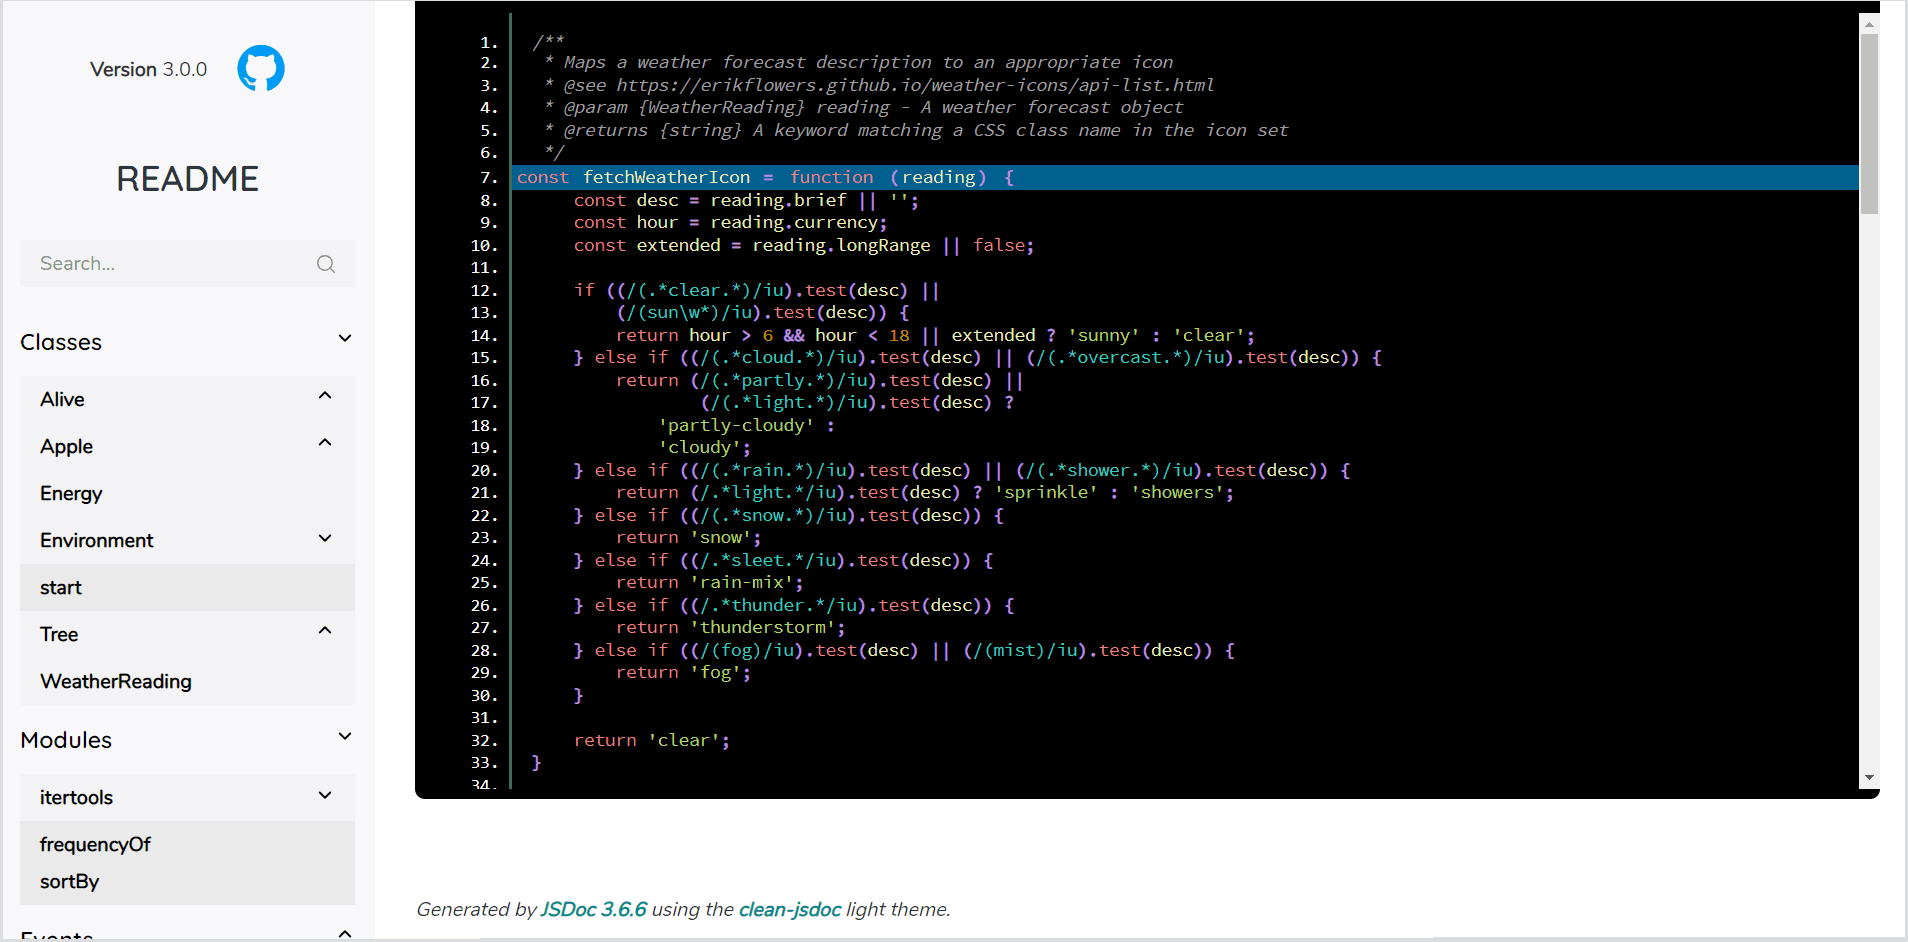 Version 3.0.0
README
Search...
Classes
Alive
Apple
Energy
Environment
start
Tree
WeatherReading
Modules
itertools
frequencyOf
sortBy
Events
1. /**
2. * Maps a weather forecast description to an appropriate icon
3. * @see https://erikflowers.github.io/weather-icons/api-list.html
4. * @param {WeatherReading} reading - A weather forecast object
5. * @returns {string} A keyword matching a CSS class name in the icon set
6. */
7. const fetchWeatherIcon = function (reading) {
8. const desc = reading.brief || '';
9. const hour = reading.currency;
10. const extended = reading.longRange || false;
11.
12. if ((/(.*clear.*)/iu).test(desc) ||
13. (/(sun\w*)/iu).test(desc)) {
14. return hour > 6 && hour < 18 || extended ? 'sunny' : 'clear';
15. } else if ((/(.*cloud.*)/iu).test(desc) || (/(.*overcast.*)/iu).test(desc)) {
16. return (/(.*partly.*)/iu).test(desc) ||
17. (/(.*light.*)/iu).test(desc) ?
18. 'partly-cloudy' :
19. 'cloudy';
20. } else if ((/(.*rain.*)/iu).test(desc) || (/(.*shower.*)/iu).test(desc)) {
21. return (/.*light.*/iu).test(desc) ? 'sprinkle' : 'showers';
22. } else if ((/(.*snow.*)/iu).test(desc)) {
23. return 'snow';
24. } else if ((/.*sleet.*/iu).test(desc)) {
25. return 'rain-mix';
26. } else if ((/.*thunder.*/iu).test(desc)) {
27. return 'thunderstorm';
28. } else if ((/(fog)/iu).test(desc) || (/(mist)/iu).test(desc)) {
29. return 'fog';
30. }
31.
32. return 'clear';
33. }
34.
Generated by JSDoc 3.6.6 using the clean-jsdoc light theme.